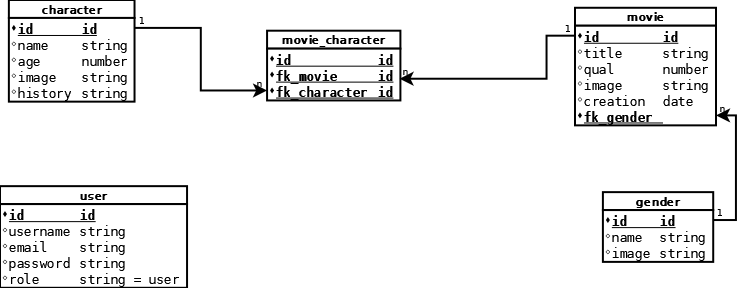 character
id id
name string
age number
image string
history string
1
n
movie_character
id id
fk_movie id
fk_character id
n
1
movie
id id
title string
qual number
image string
creation date
fk_gender
n
user
id id
username string
email string
password string
role string = user
gender
id id
name string
image string
1